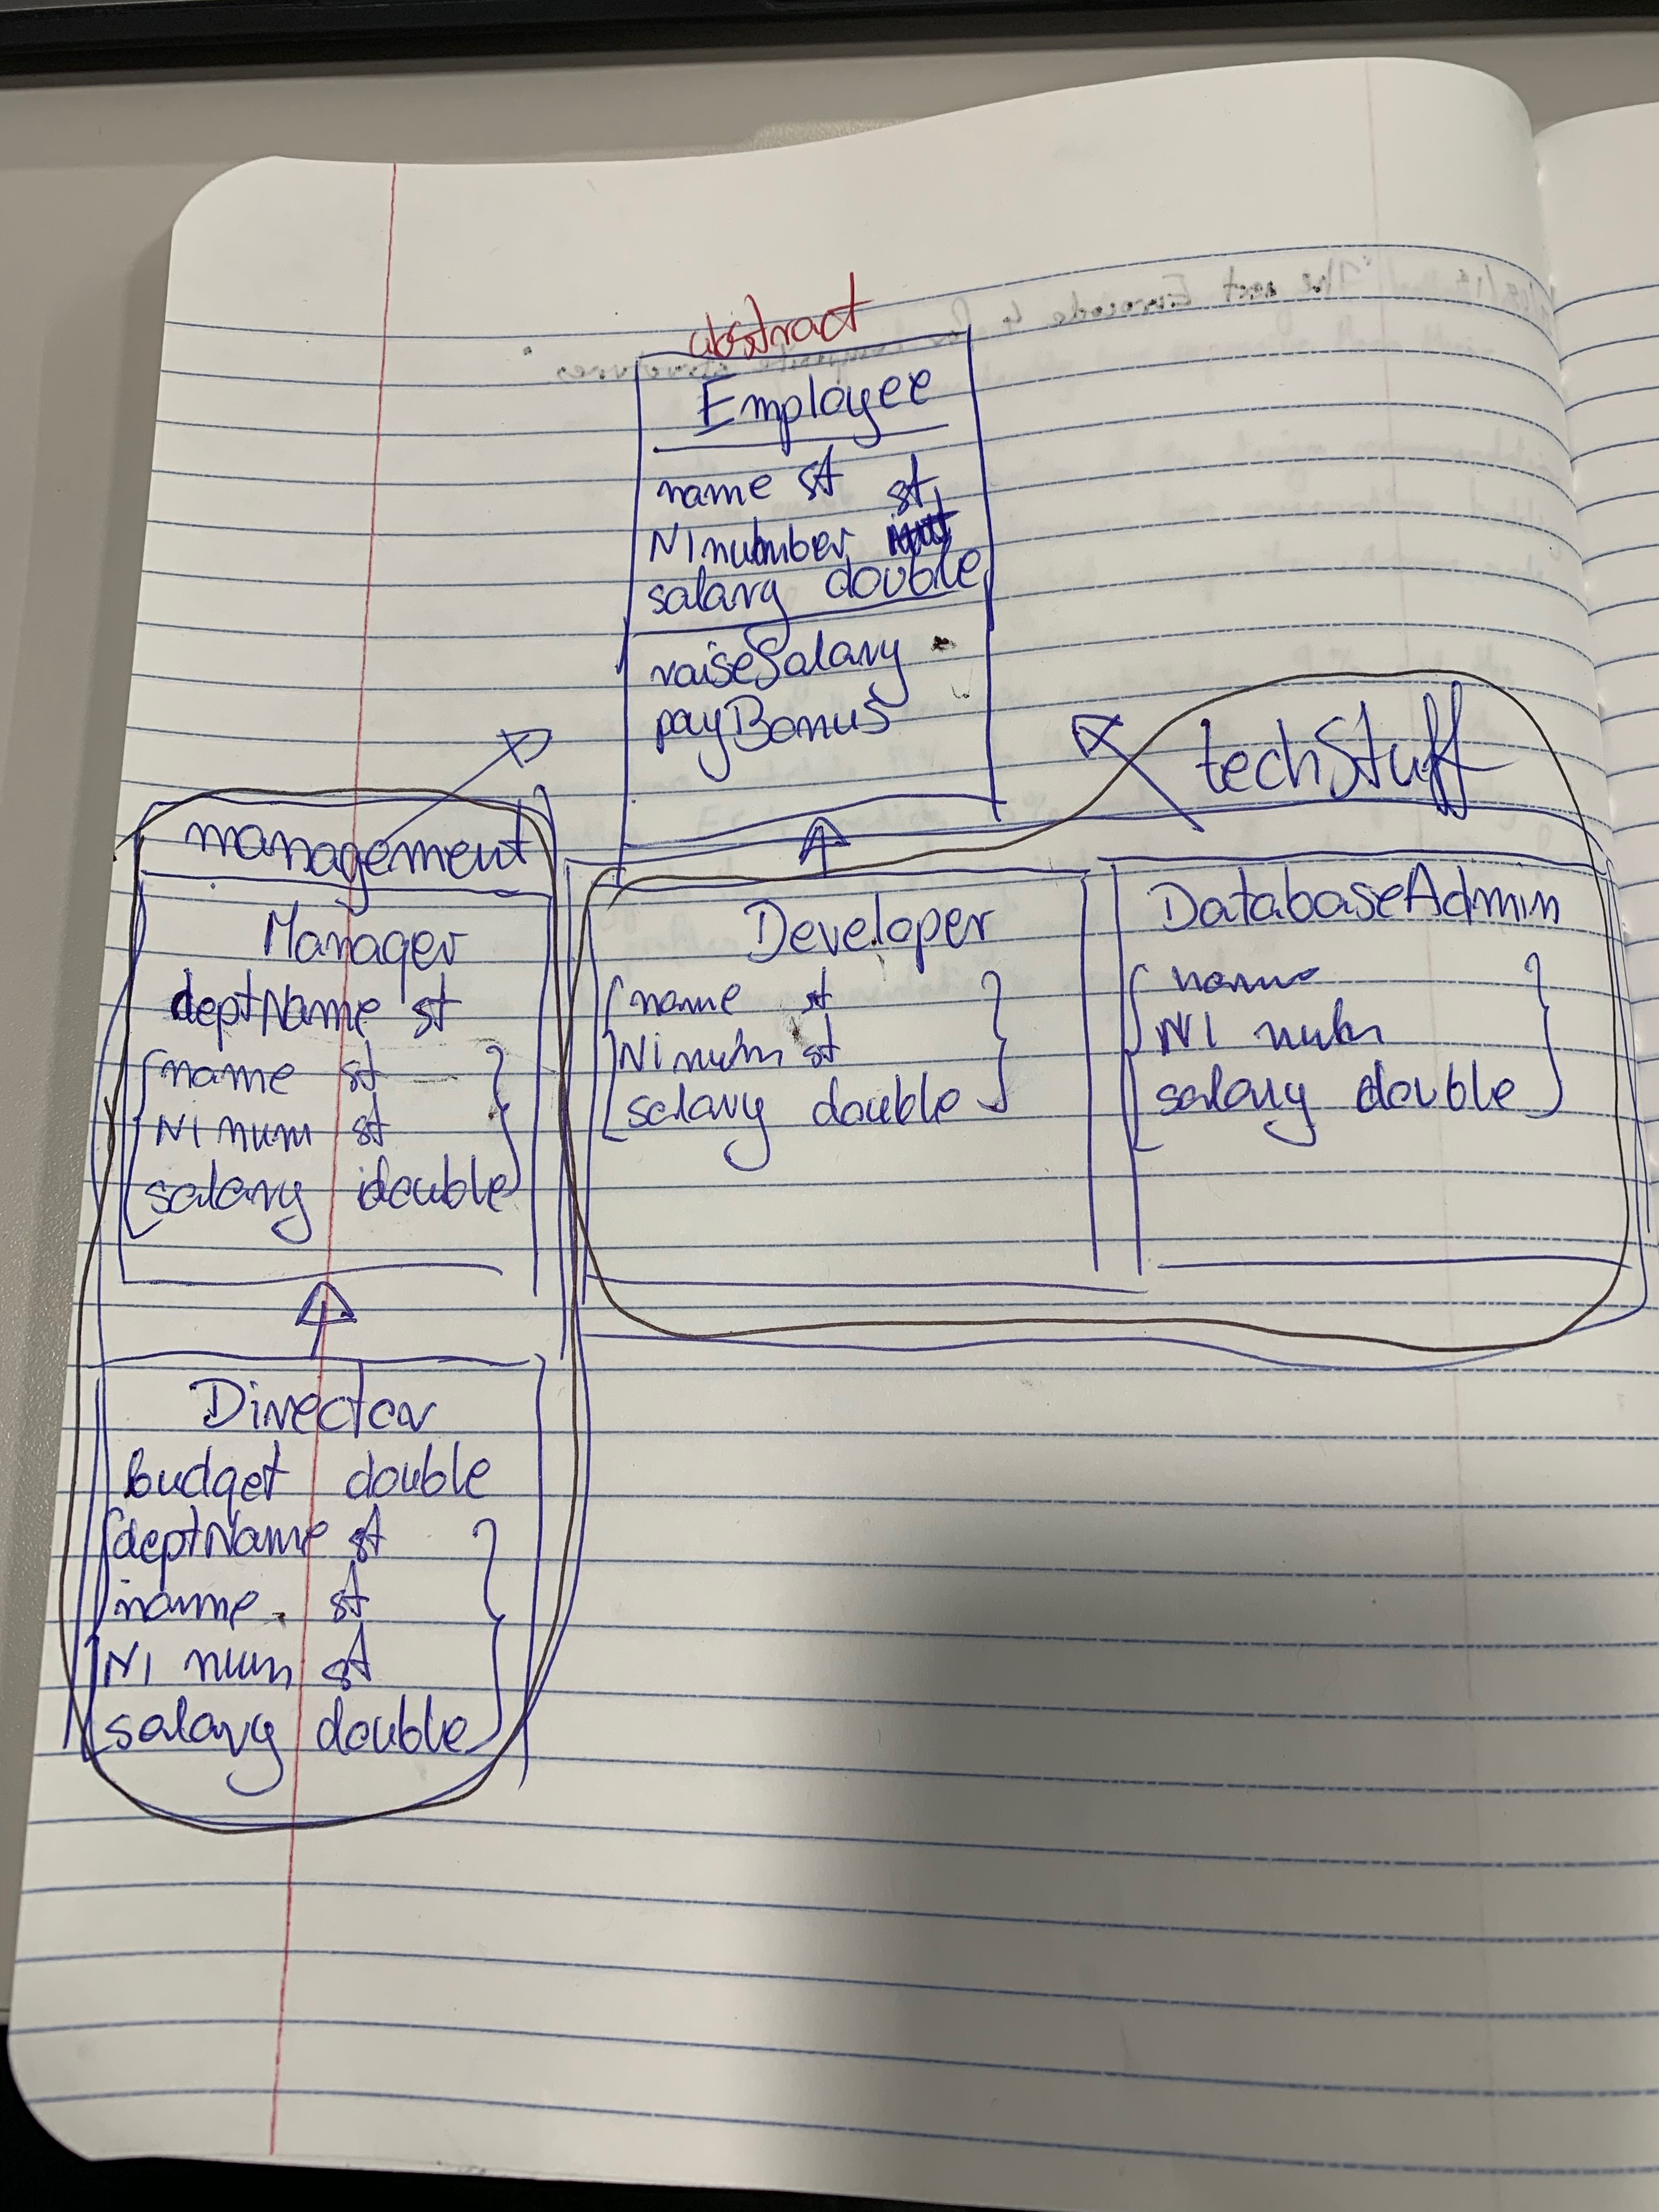 abstract
Employee
name st
st
NInumber
salary double
raiseSalary
payBonus
techStuff
management
Manager
deptName st
name st
NI num st
salary double
Developer
name st
NI num st
salary double
DatabaseAdmin
name
NI num
salary double
Director
budget double
deptName st
name st
NI num st
salary double